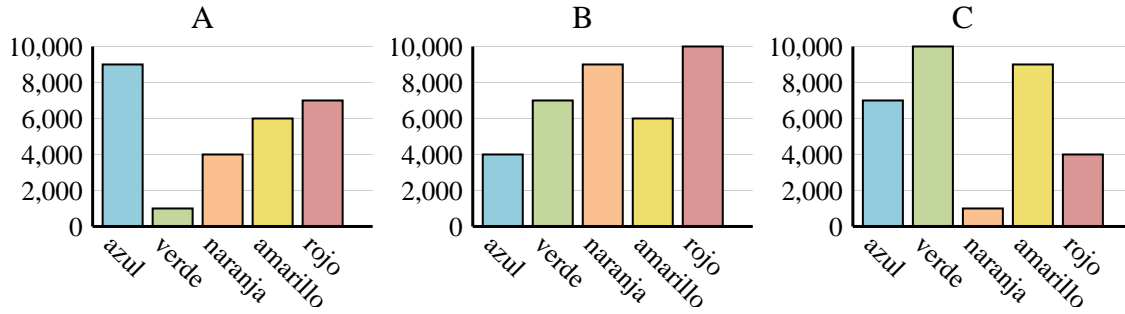 A
10,000
8,000
6,000
4,000
2,000
0
azul
verde
naranja
amarillo
rojo
B
10,000
8,000
6,000
4,000
2,000
0
azul
verde
naranja
amarillo
rojo
C
10,000
8,000
6,000
4,000
2,000
0
azul
verde
naranja
amarillo
rojo